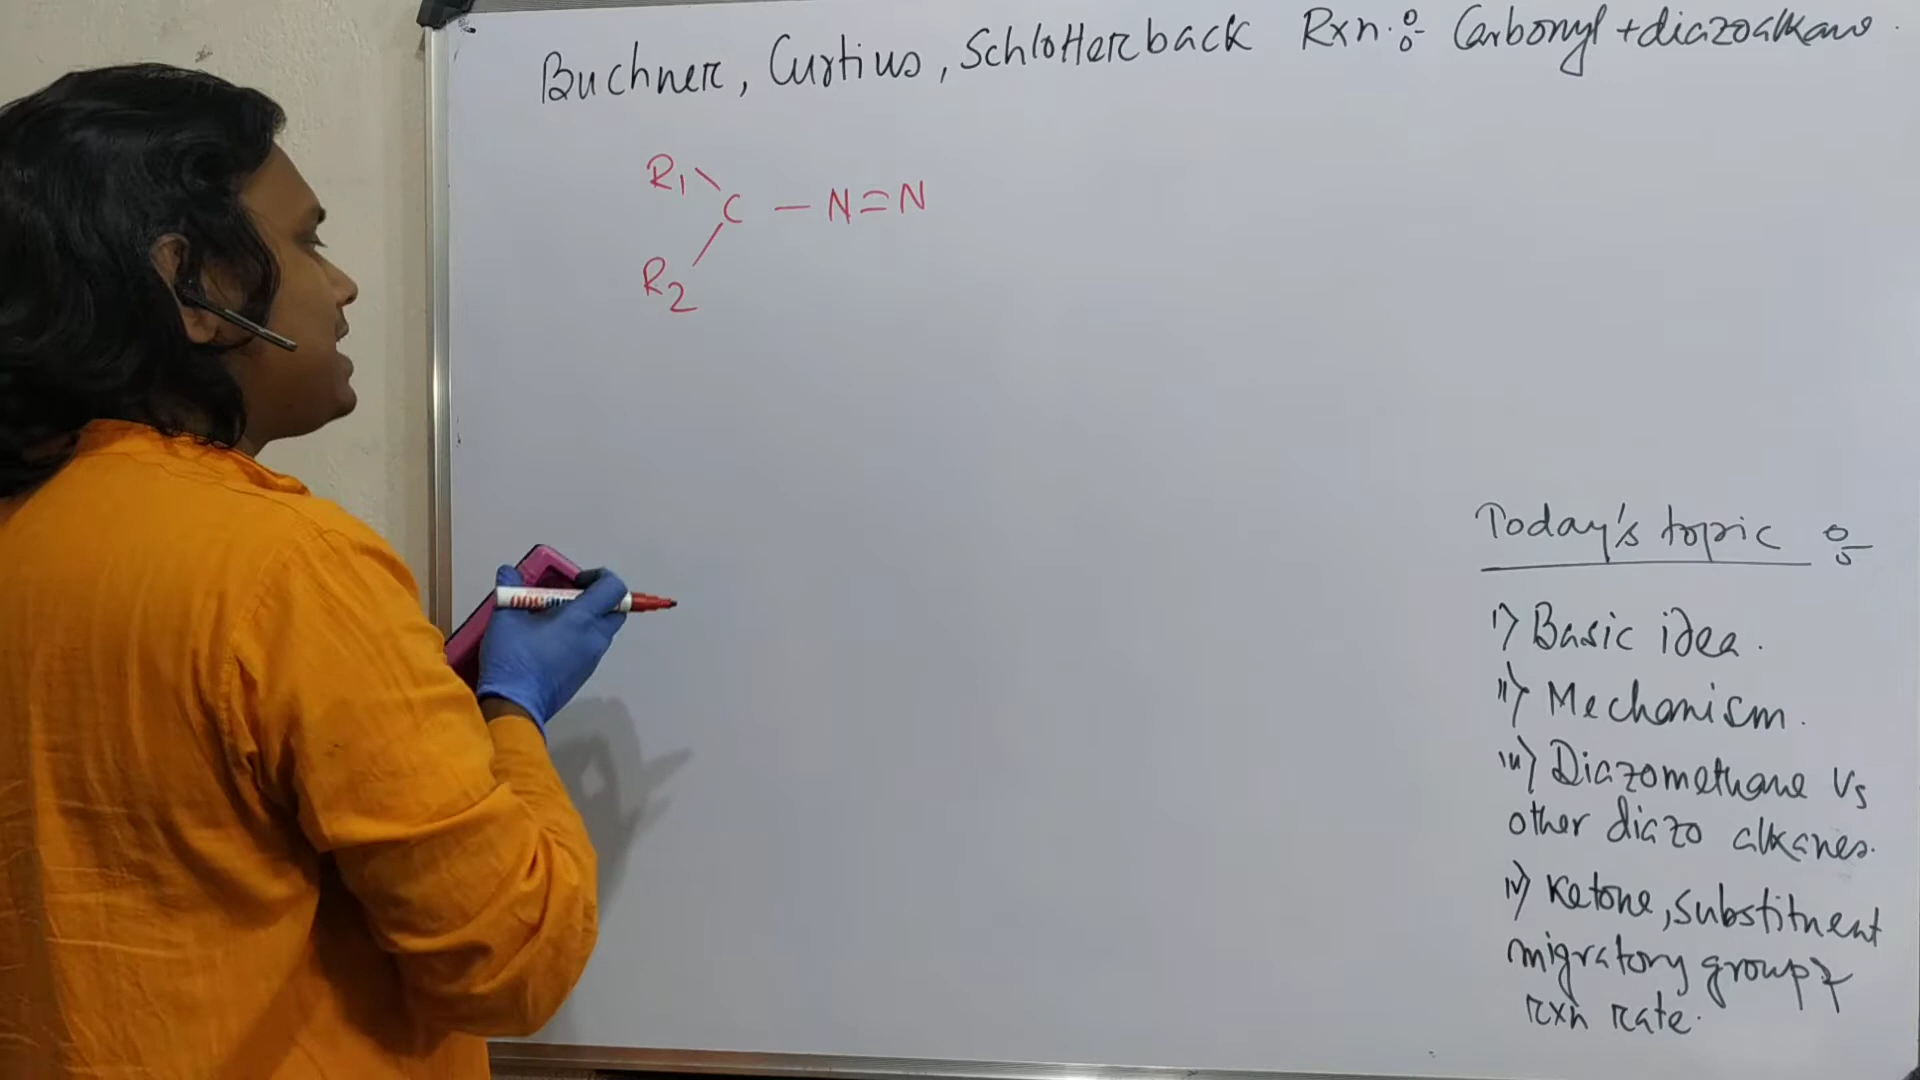 Buchner, Curtius, Schlotterback Rxn.:- Carbonyl + diazoalkane.
R1
C – N=N
R2
Today's topic :-
i) Basic idea.
ii) Mechanism.
iii) Diazomethane Vs
other diazo alkanes.
iv) Ketone, substituent
migratory group &
rxn rate.